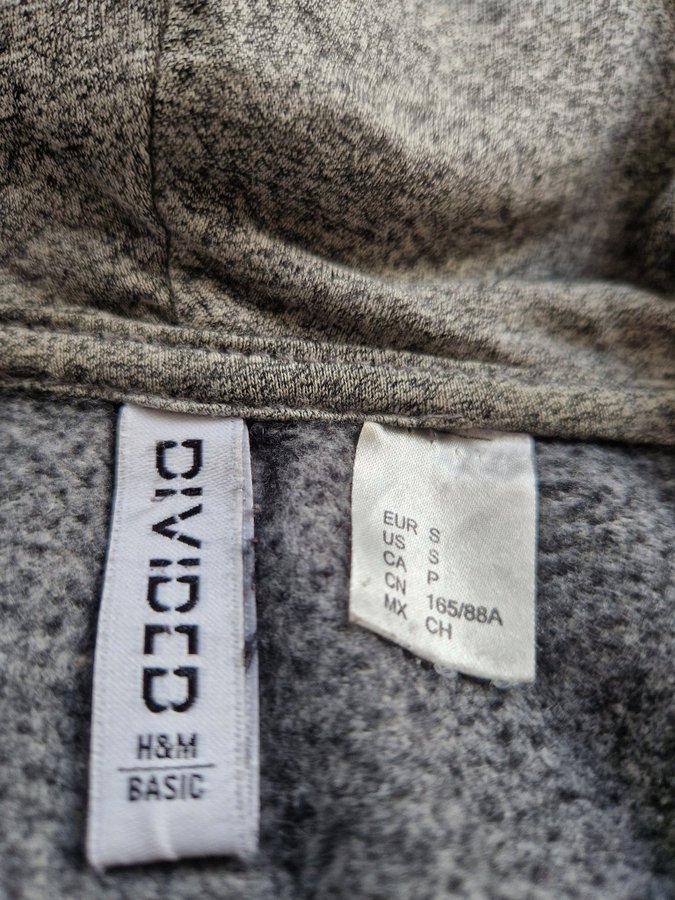 DIVIDED
H&M
BASIC
EUR S
US S
CA P
CN 165/88A
MX CH